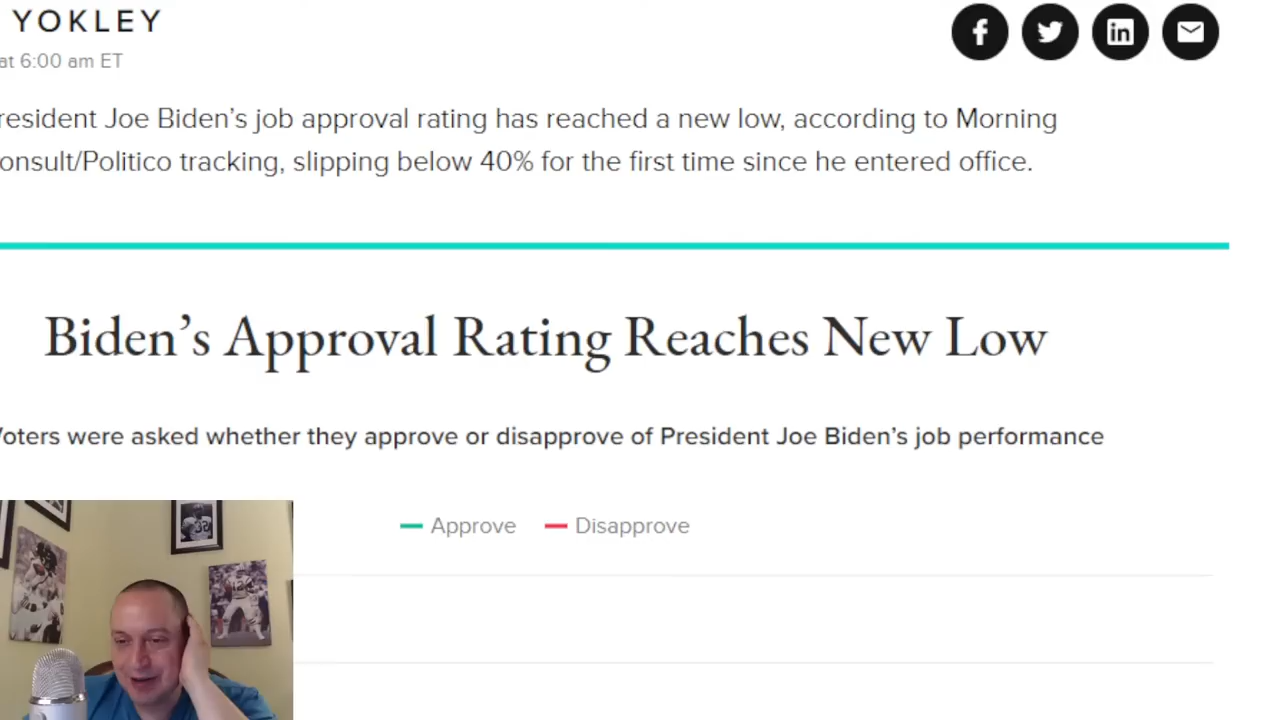 YOKLEY
at 6:00 am ET
resident Joe Biden’s job approval rating has reached a new low, according to Morning
onsult/Politico tracking, slipping below 40% for the first time since he entered office.
Biden’s Approval Rating Reaches New Low
Voters were asked whether they approve or disapprove of President Joe Biden’s job performance
Approve Disapprove
32